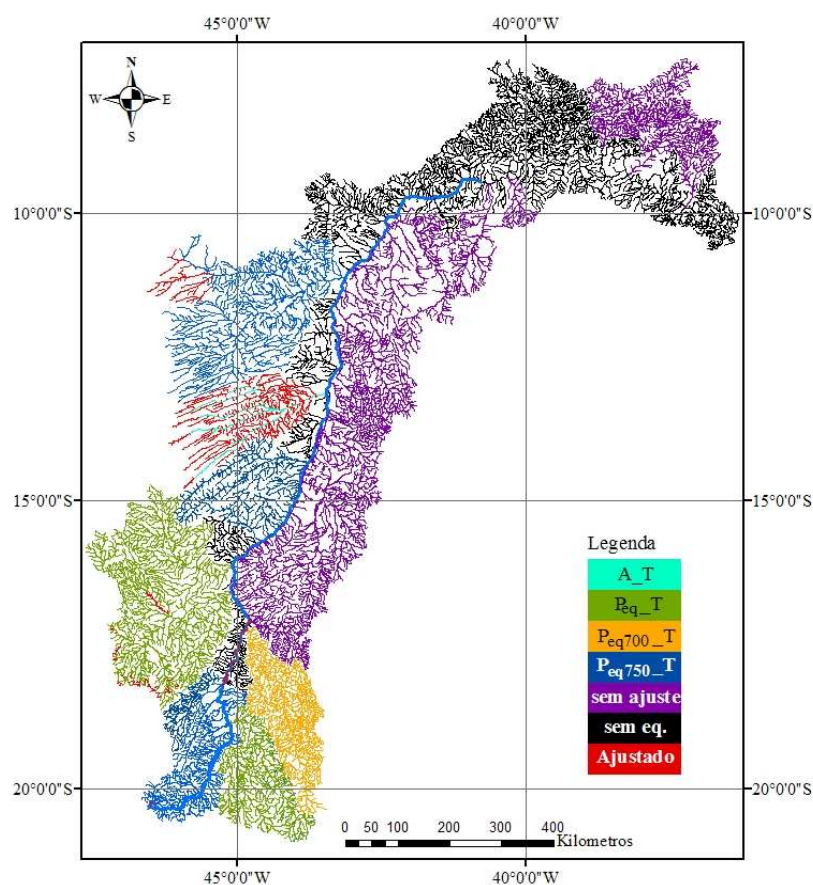 45°0'0"W 40°0'0"W
N
W E
S
10°0'0"S 10°0'0"S
15°0'0"S 15°0'0"S
Legenda
A_T
Peq_T
Peq700_T
Peq750_T
sem ajuste
sem eq.
Ajustado
20°0'0"S 20°0'0"S
0 50 100 200 300 400
Kilometros
45°0'0"W 40°0'0"W